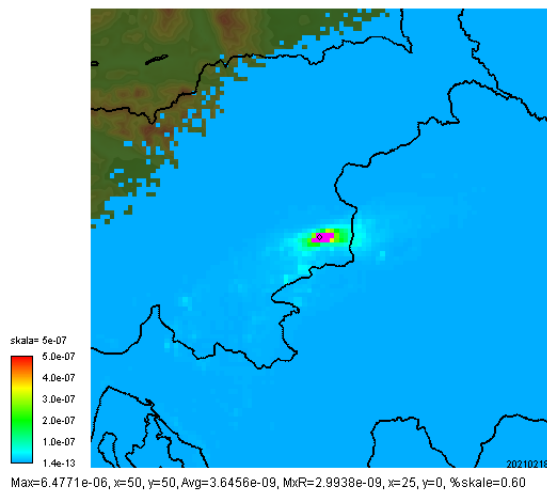 skala= 5e-07
5.0e-07
4.0e-07
3.0e-07
2.0e-07
1.0e-07
1.4e-13
20210218
Max=6.4771e-06, x=50, y=50, Avg=3.6456e-09, MxR=2.9938e-09, x=25, y=0, %skale=0.60